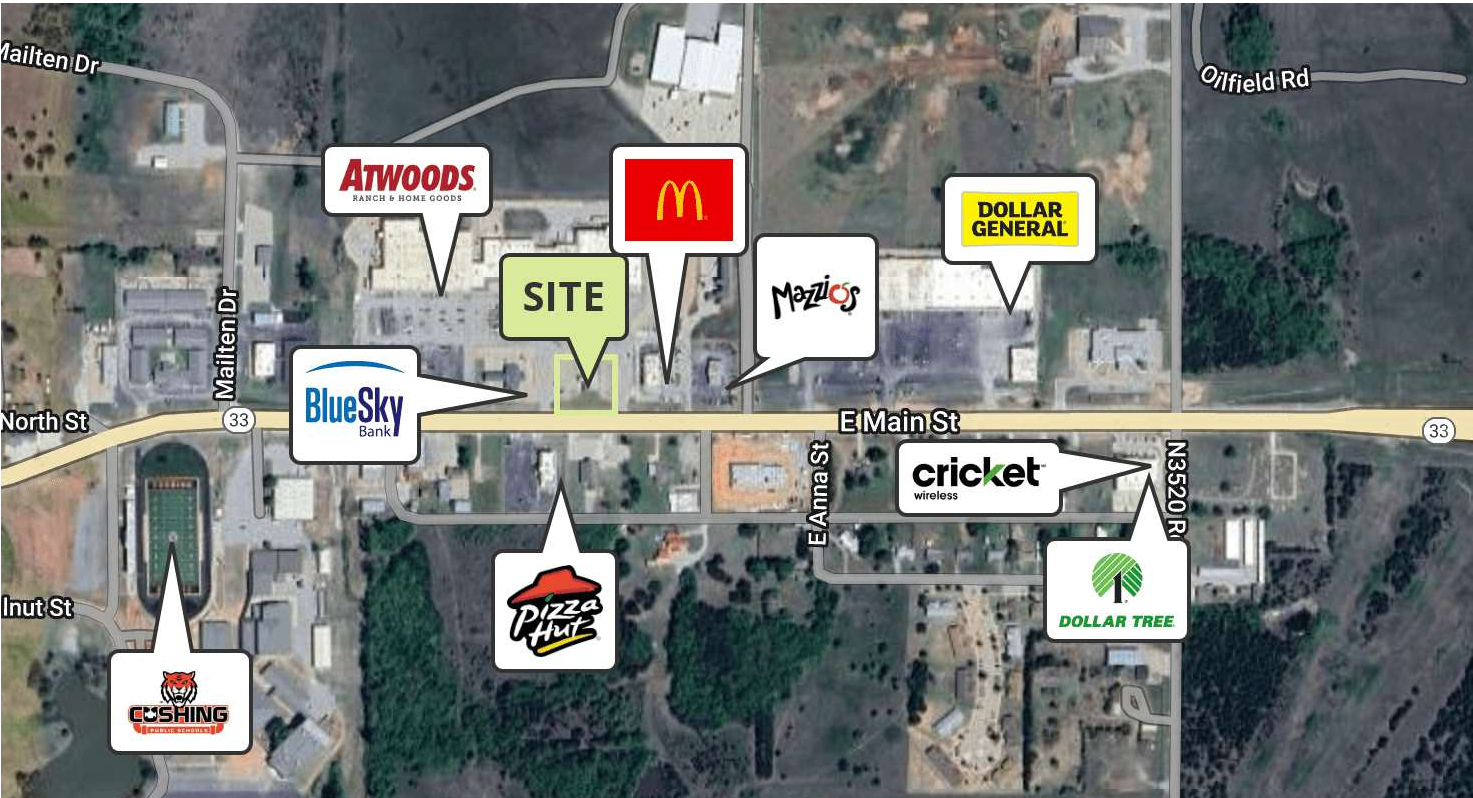 Mailten Dr
Oilfield Rd
ATWOODS
RANCH & HOME GOODS
DOLLAR
GENERAL
SITE
Mazzio's
Mailten Dr
BlueSky
Bank
North St
33
E Main St
33
cricket
wireless
E Anna St
N3520 R
Pizza
Hut
lnut St
DOLLAR TREE
CUSHING
PUBLIC SCHOOLS